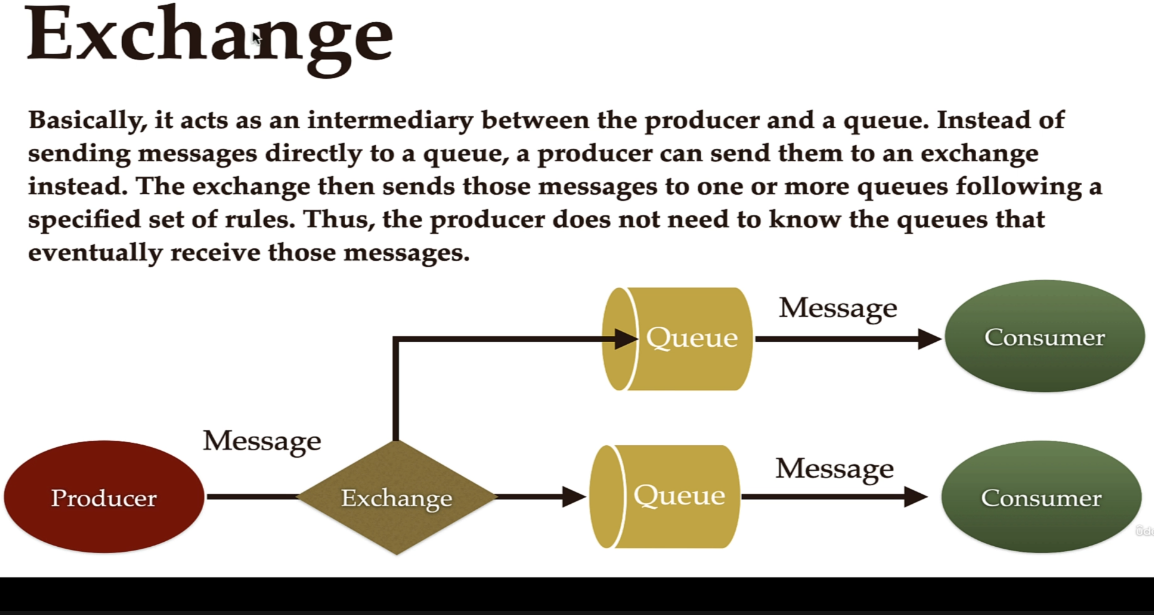 Exchange
Basically, it acts as an intermediary between the producer and a queue. Instead of
sending messages directly to a queue, a producer can send them to an exchange
instead. The exchange then sends those messages to one or more queues following a
specified set of rules. Thus, the producer does not need to know the queues that
eventually receive those messages.
Message
Queue
Consumer
Message
Producer
Exchange
Queue
Message
Consumer